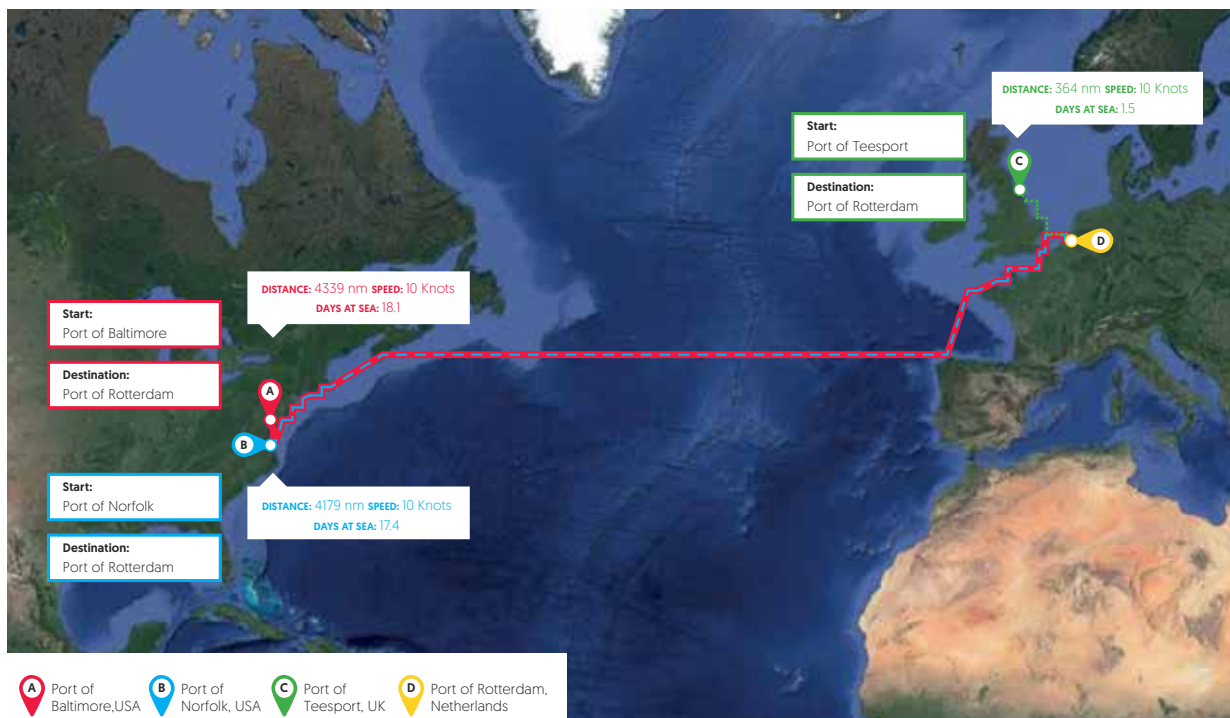 DISTANCE: 364 nm SPEED: 10 Knots
DAYS AT SEA: 1.5
Start:
Port of Teesport
Destination:
Port of Rotterdam
C
D
DISTANCE: 4339 nm SPEED: 10 Knots
DAYS AT SEA: 18.1
Start:
Port of Baltimore
Destination:
Port of Rotterdam
A
B
Start:
Port of Norfolk
Destination:
Port of Rotterdam
DISTANCE: 4179 nm SPEED: 10 Knots
DAYS AT SEA: 17.4
A
Port of
Baltimore,USA
B
Port of
Norfolk, USA
C
Port of
Teesport, UK
D
Port of Rotterdam,
Netherlands